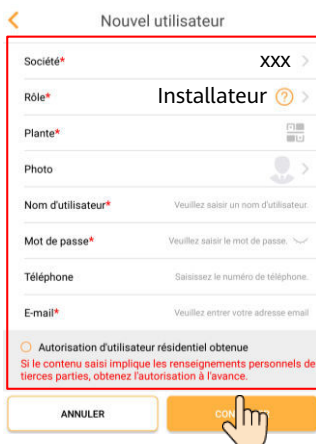 Nouvel utilisateur
Société* xxx
Rôle* Installateur ?
Plante*
Photo
Nom d'utilisateur* Veuillez saisir un nom d'utilisateur.
Mot de passe* Veuillez saisir le mot de passe.
Téléphone Saisissez le numéro de téléphone.
E-mail* Veuillez entrer votre adresse email
Autorisation d'utilisateur résidentiel obtenue
Si le contenu saisi implique les renseignements personnels de
tierces parties, obtenez l'autorisation à l'avance.
ANNULER CON